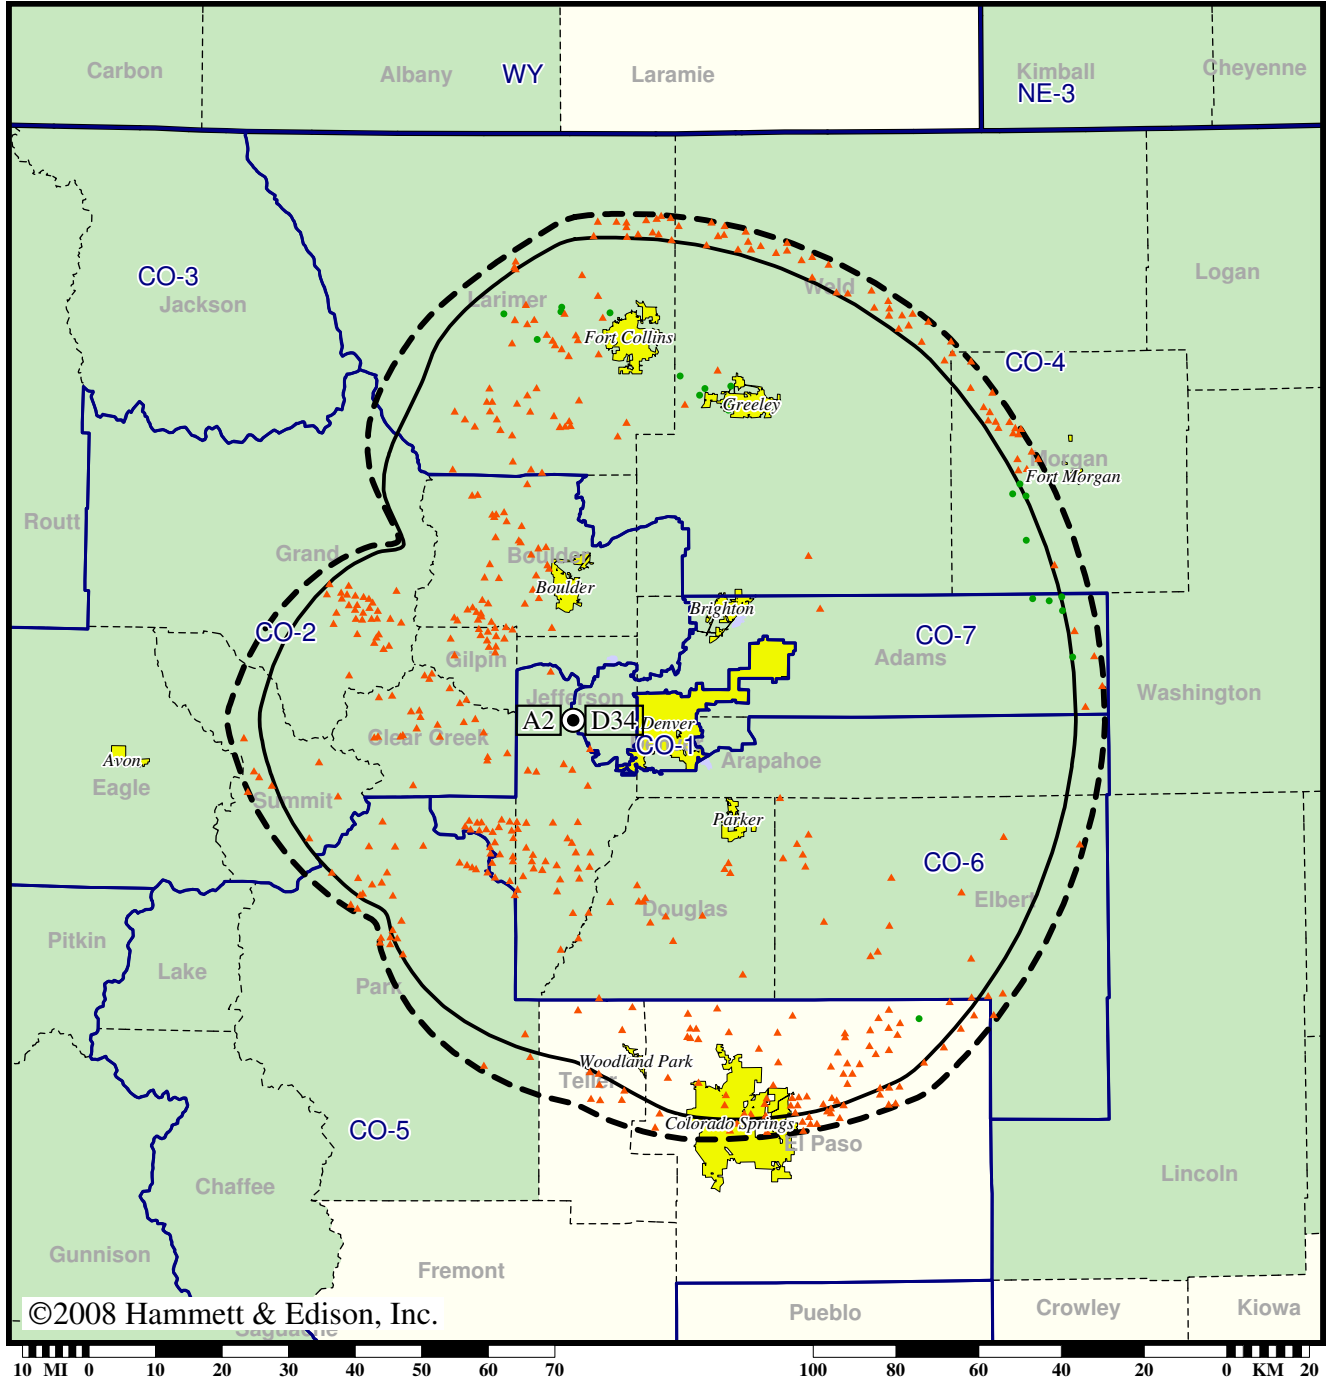 Carbon
Albany
WY
Laramie
Kimball
NE-3
Cheyenne
CO-3
Jackson
Larimer
Weld
Logan
Fort Collins
CO-4
Greeley
Morgan
Fort Morgan
Routt
Grand
Boulder
Boulder
Brighton
CO-2
CO-7
Gilpin
Adams
Washington
Jefferson
A2
D34
Denver
CO-1
Clear Creek
Arapahoe
Avon
Eagle
Summit
Parker
CO-6
Elbert
Douglas
Pitkin
Lake
Park
Woodland Park
Teller
CO-5
Colorado Springs
El Paso
Lincoln
Chaffee
Gunnison
Fremont
Pueblo
Crowley
Kiowa
©2008 Hammett & Edison, Inc.
Saguache
10 MI 0 10 20 30 40 50 60 70
100 80 60 40 20 0 KM 20